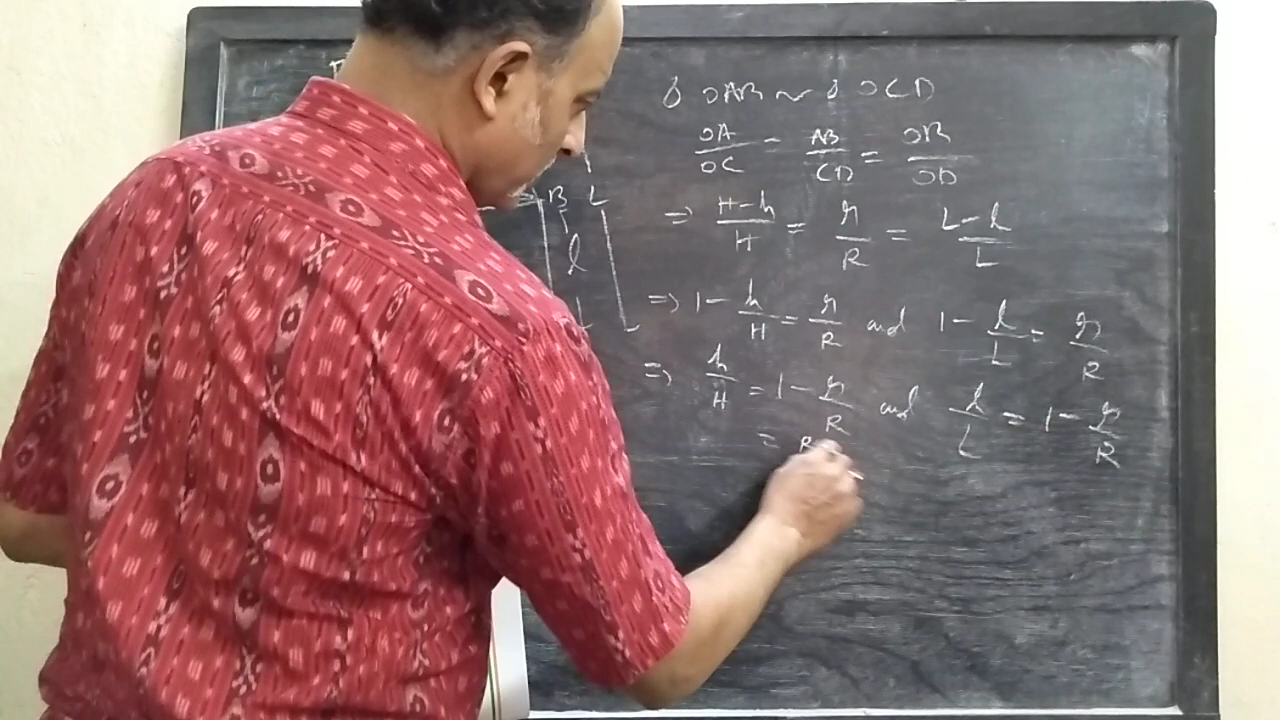 Δ OAB ~ Δ OCD
OA/OC = AB/CD = OB/OD
⇒ H-h/H = r/R = L-l/L
⇒ 1 - h/H = r/R and 1 - l/L = r/R
⇒ h/H = 1 - r/R and l/L = 1 - r/R
= R
B L
l